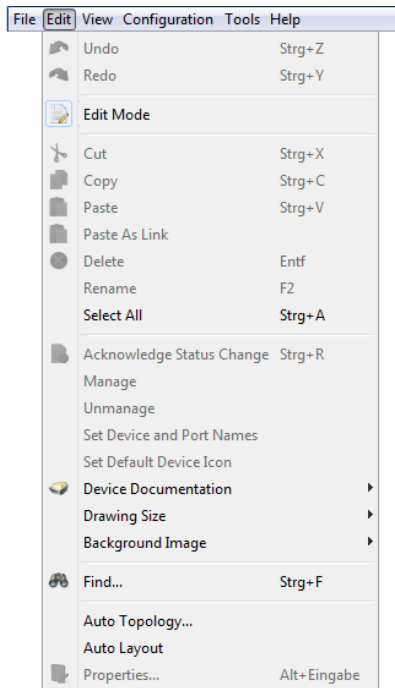 File Edit View Configuration Tools Help
Undo Strg+Z
Redo Strg+Y
Edit Mode
Cut Strg+X
Copy Strg+C
Paste Strg+V
Paste As Link
Delete Entf
Rename F2
Select All Strg+A
Acknowledge Status Change Strg+R
Manage
Unmanage
Set Device and Port Names
Set Default Device Icon
Device Documentation
Drawing Size
Background Image
Find... Strg+F
Auto Topology...
Auto Layout
Properties... Alt+Eingabe